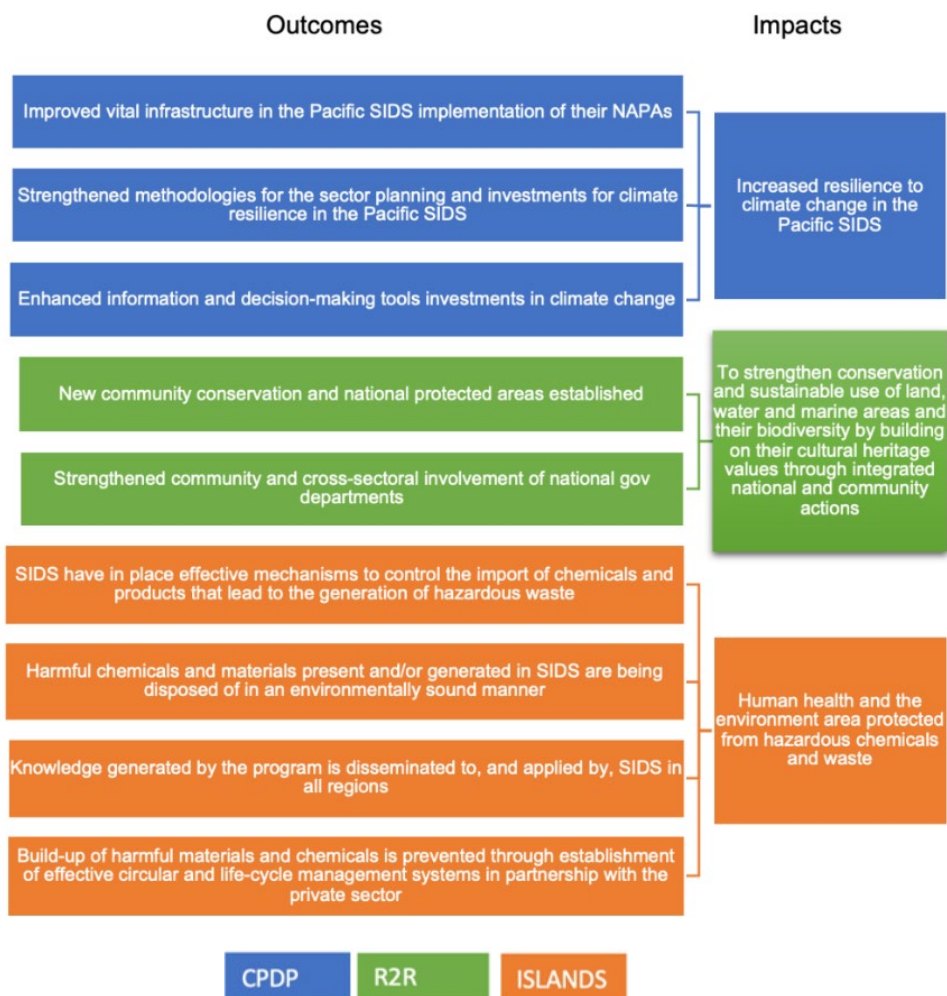 Outcomes
Impacts
Improved vital infrastructure in the Pacific SIDS implementation of their NAPAs
Strengthened methodologies for the sector planning and investments for climate
resilience in the Pacific SIDS
Enhanced information and decision-making tools investments in climate change
Increased resilience to
climate change in the
Pacific SIDS
New community conservation and national protected areas established
Strengthened community and cross-sectoral involvement of national gov
departments
To strengthen conservation
and sustainable use of land,
water and marine areas and
their biodiversity by building
on their cultural heritage
values through integrated
national and community
actions
SIDS have in place effective mechanisms to control the import of chemicals and
products that lead to the generation of hazardous waste
Harmful chemicals and materials present and/or generated in SIDS are being
disposed of in an environmentally sound manner
Knowledge generated by the program is disseminated to, and applied by, SIDS in
all regions
Build-up of harmful materials and chemicals is prevented through establishment
of effective circular and life-cycle management systems in partnership with the
private sector
Human health and the
environment area protected
from hazardous chemicals
and waste
CPDP
R2R
ISLANDS